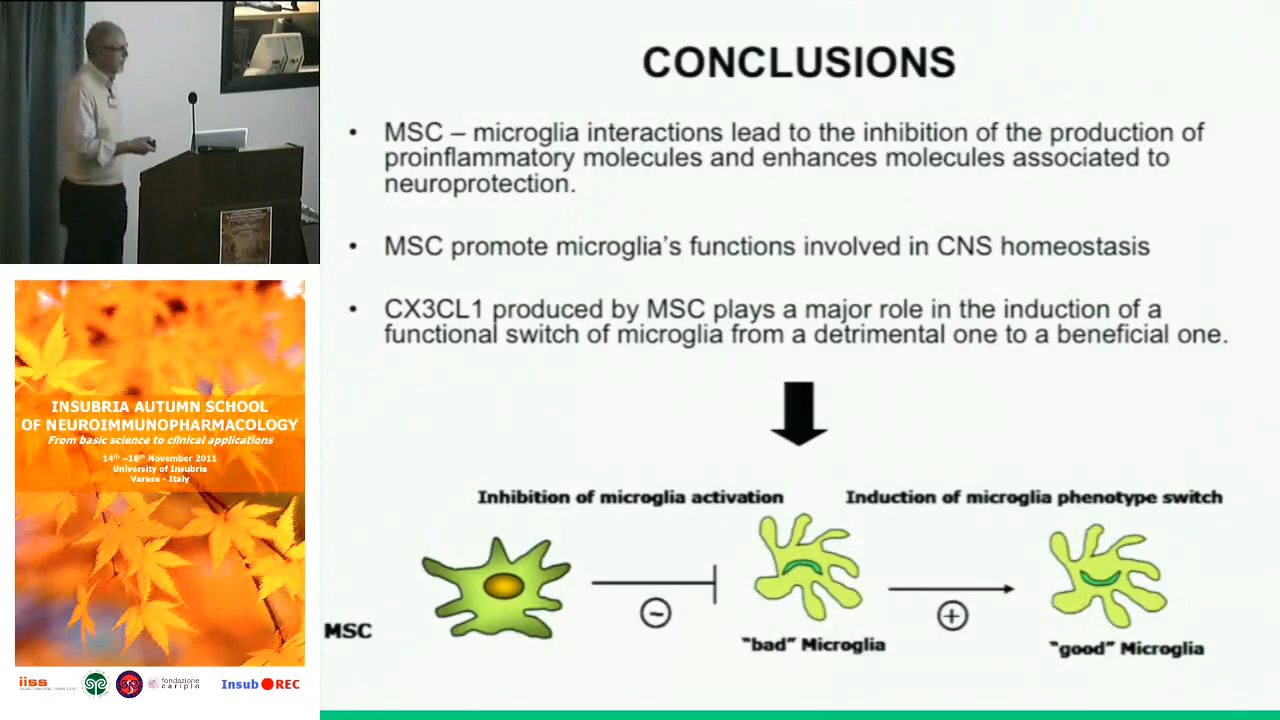 CONCLUSIONS
• MSC – microglia interactions lead to the inhibition of the production of
proinflammatory molecules and enhances molecules associated to
neuroprotection.
• MSC promote microglia's functions involved in CNS homeostasis
• CX3CL1 produced by MSC plays a major role in the induction of a
functional switch of microglia from a detrimental one to a beneficial one.
Inhibition of microglia activation
Induction of microglia phenotype switch
MSC
"bad" Microglia
"good" Microglia
INSUBRIA AUTUMN SCHOOL
OF NEUROIMMUNOPHARMACOLOGY
From basic science to clinical applications
14th –18th November 2011
University of Insubria
Varese - Italy
iiss
fondazione
cariplo
Insub REC